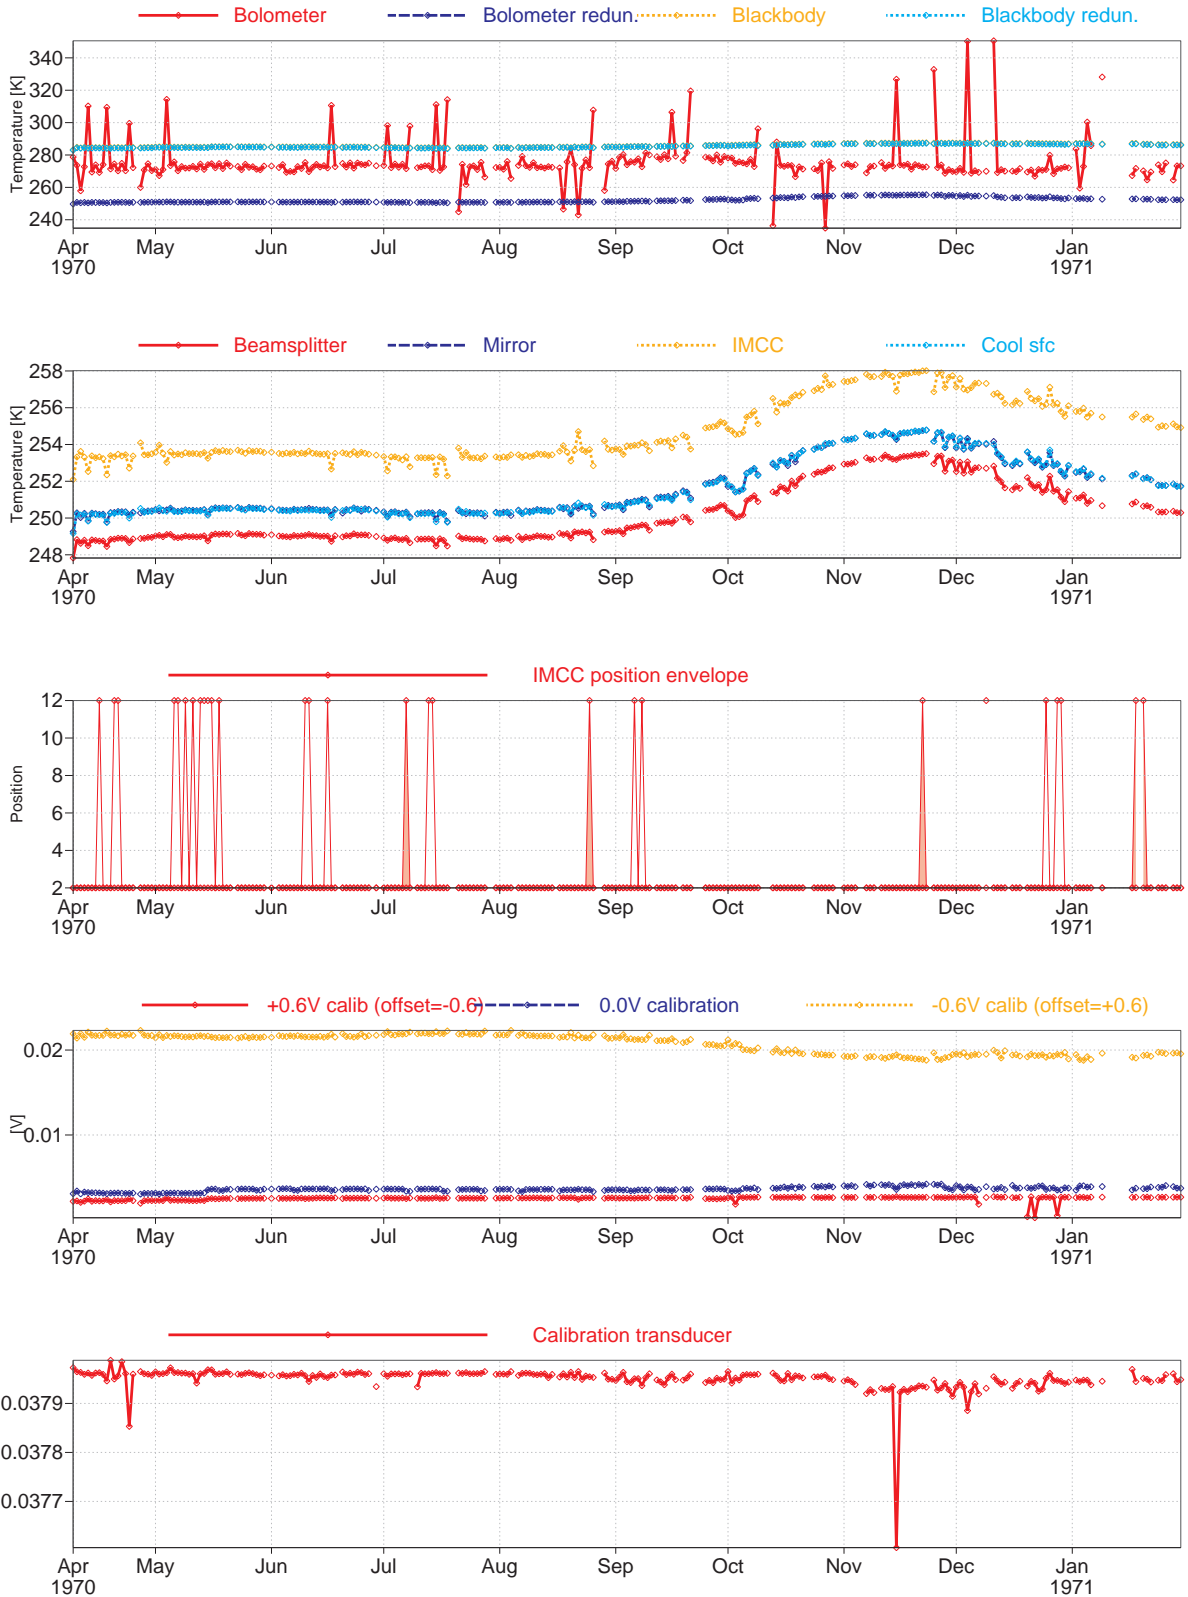 Bolometer Bolometer redun. Blackbody Blackbody redun.
Temperature [K]
340
320
300
280
260
240
Apr May Jun Jul Aug Sep Oct Nov Dec Jan
1970 1971
Beamsplitter Mirror IMCC Cool sfc
Temperature [K]
258
256
254
252
250
248
Apr May Jun Jul Aug Sep Oct Nov Dec Jan
1970 1971
IMCC position envelope
Position
12
10
8
6
4
2
Apr May Jun Jul Aug Sep Oct Nov Dec Jan
1970 1971
+0.6V calib (offset=-0.6) 0.0V calibration -0.6V calib (offset=+0.6)
[V]
0.02
0.01
Apr May Jun Jul Aug Sep Oct Nov Dec Jan
1970 1971
Calibration transducer
0.0379
0.0378
0.0377
Apr May Jun Jul Aug Sep Oct Nov Dec Jan
1970 1971